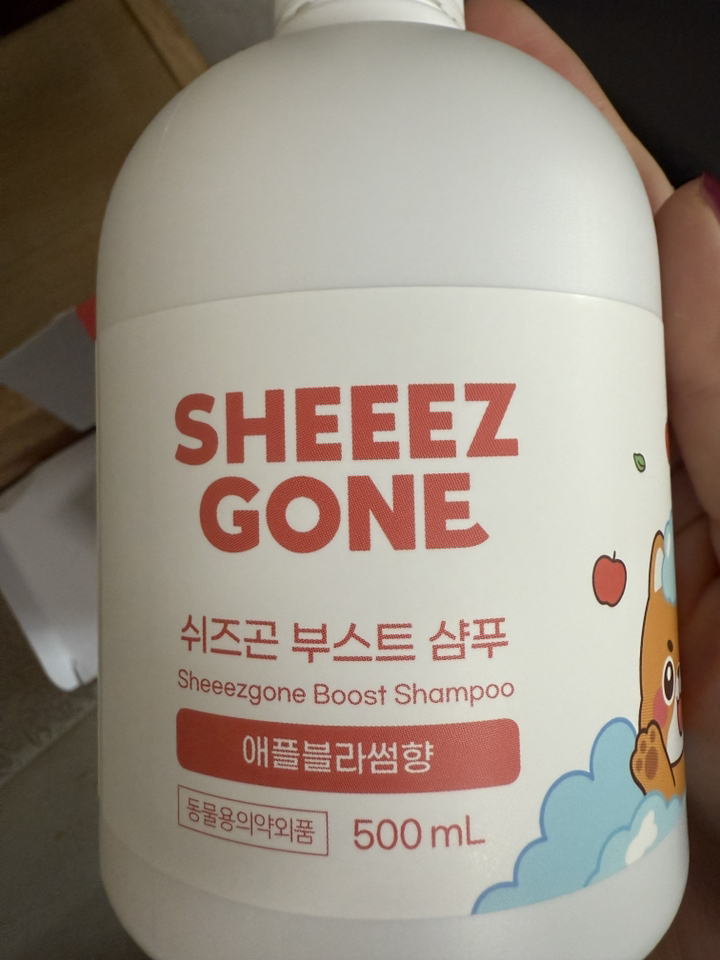 SHEEEZ
GONE
쉬즈곤 부스트 샴푸
Sheeezgone Boost Shampoo
애플블라썸향
동물용의약외품
500 mL